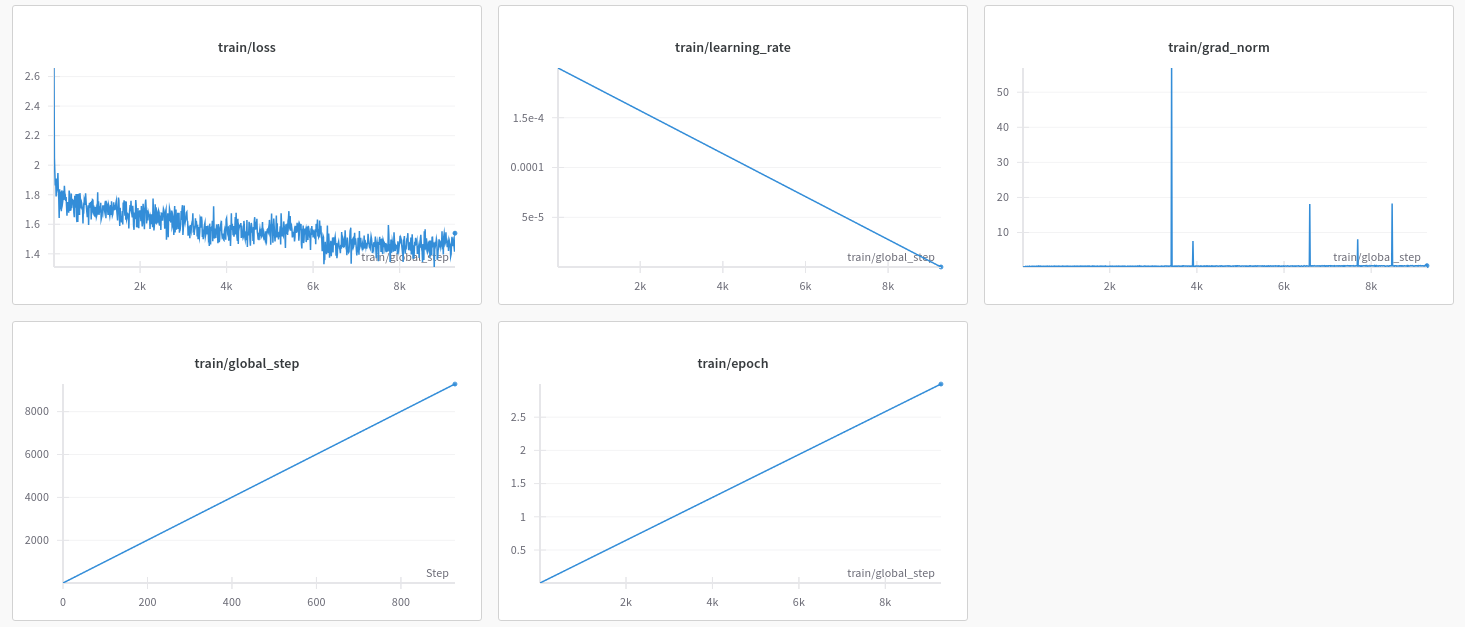 train/loss
2.6
2.4
2.2
2
1.8
1.6
1.4
train/global_step
2k
4k
6k
8k
train/learning_rate
1.5e-4
0.0001
5e-5
train/global_step
2k
4k
6k
8k
train/grad_norm
50
40
30
20
10
train/global_step
2k
4k
6k
8k
train/global_step
8000
6000
4000
2000
Step
0
200
400
600
800
train/epoch
2.5
2
1.5
1
0.5
train/global_step
2k
4k
6k
8k